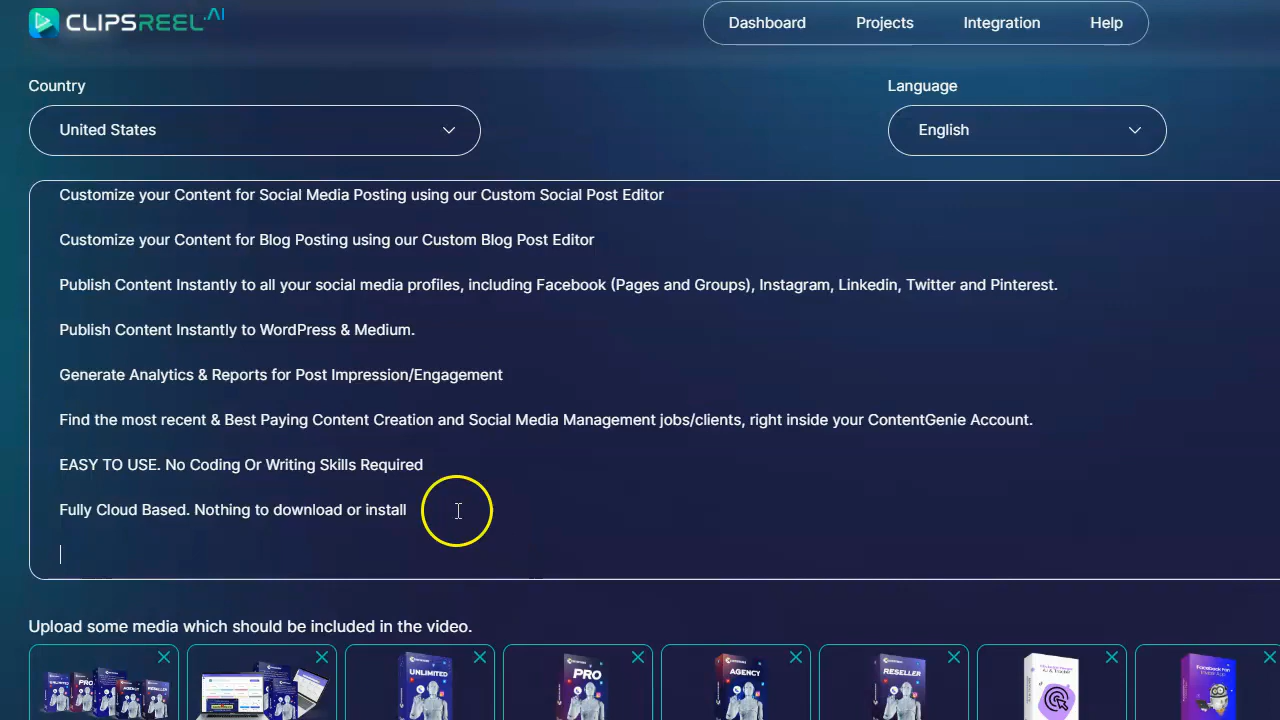 CLIPSREEL.AI
Dashboard Projects Integration Help
Country
Language
United States
English
Customize your Content for Social Media Posting using our Custom Social Post Editor
Customize your Content for Blog Posting using our Custom Blog Post Editor
Publish Content Instantly to all your social media profiles, including Facebook (Pages and Groups), Instagram, Linkedin, Twitter and Pinterest.
Publish Content Instantly to WordPress & Medium.
Generate Analytics & Reports for Post Impression/Engagement
Find the most recent & Best Paying Content Creation and Social Media Management jobs/clients, right inside your ContentGenie Account.
EASY TO USE. No Coding Or Writing Skills Required
Fully Cloud Based. Nothing to download or install
Upload some media which should be included in the video.
UNLIMITED
PRO
AGENCY
RESELLER